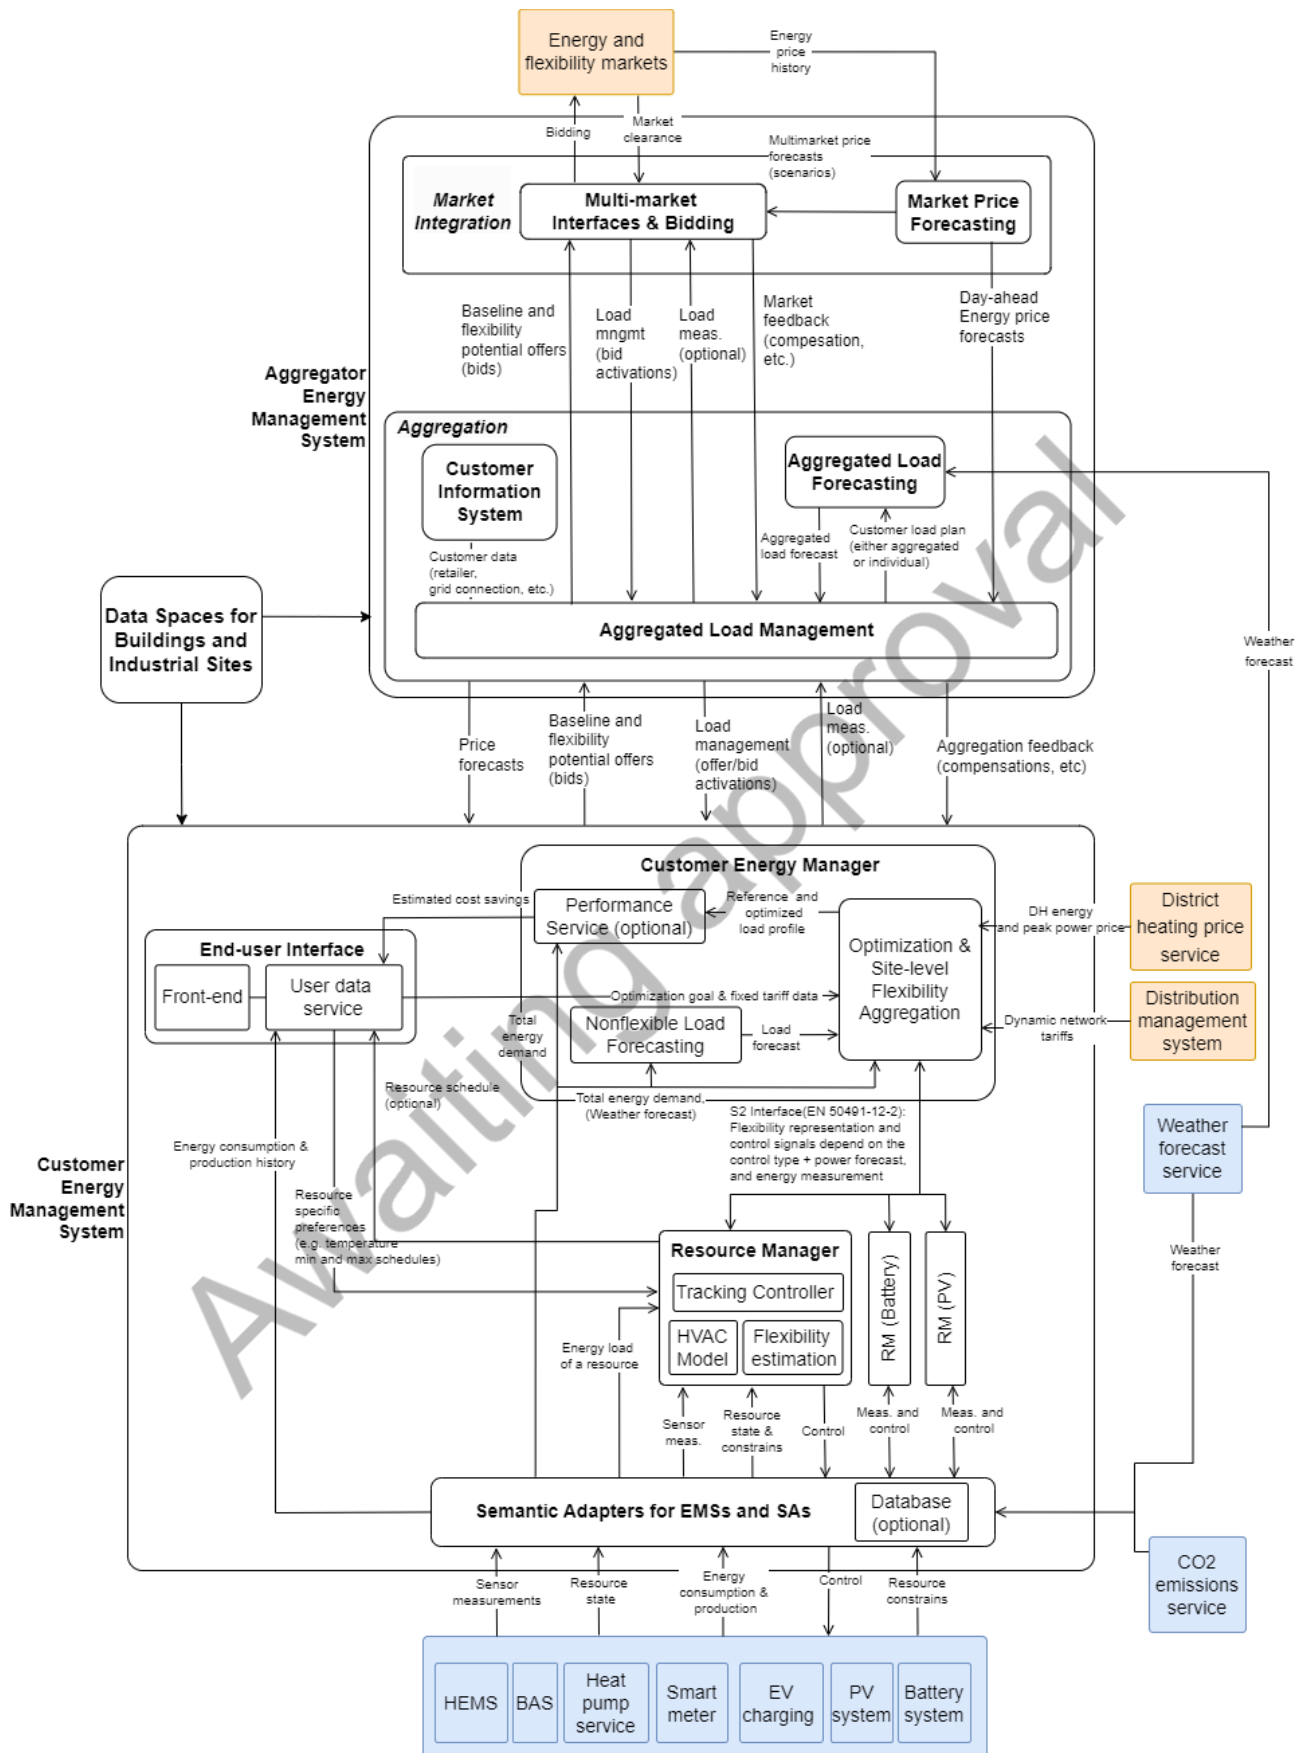 Energy and
flexibility markets
Energy
price
history
Bidding
Market
clearance
Multimarket price
forecasts
(scenarios)
Market
Integration
Multi-market
Interfaces & Bidding
Market Price
Forecasting
Baseline and
flexibility
potential offers
(bids)
Load
mngmt
(bid
activations)
Load
meas.
(optional)
Market
feedback
(compesation,
etc.)
Day-ahead
Energy price
forecasts
Aggregator
Energy
Management
System
Aggregation
Customer
Information
System
Aggregated Load
Forecasting
Customer data
(retailer,
grid connection, etc.)
Aggregated
load forecast
Customer load plan
(either aggregated
or individual)
Aggregated Load Management
Data Spaces for
Buildings and
Industrial Sites
Weather
forecast
Price
forecasts
Baseline and
flexibility
potential offers
(bids)
Load
management
(offer/bid
activations)
Load
meas.
(optional)
Aggregation feedback
(compensations, etc)
Customer Energy Manager
Estimated cost savings
Performance
Service (optional)
Reference and
optimized
load profile
Optimization &
Site-level
Flexibility
Aggregation
DH energy
and peak power price
District
heating price
service
End-user Interface
Front-end
User data
service
Optimization goal & fixed tariff data
Total
energy
demand
Nonflexible Load
Forecasting
Load
forecast
Dynamic network
tariffs
Distribution
management
system
Resource schedule
(optional)
Total energy demand,
(Weather forecast)
S2 Interface(EN 50491-12-2):
Flexibility representation and
control signals depend on the
control type + power forecast,
and energy measurement
Weather
forecast
service
Energy consumption &
production history
Customer
Energy
Management
System
Resource
specific
preferences
(e.g. temperature
min and max schedules)
Resource Manager
Tracking Controller
HVAC
Model
Flexibility
estimation
RM (Battery)
RM (PV)
Weather
forecast
Energy load
of a resource
Sensor
meas.
Resource
state &
constrains
Control
Meas. and
control
Meas. and
control
Semantic Adapters for EMSs and SAs
Database
(optional)
CO2
emissions
service
Sensor
measurements
Resource
state
Energy
consumption &
production
Control
Resource
constrains
HEMS
BAS
Heat
pump
service
Smart
meter
EV
charging
PV
system
Battery
system
Awaiting approval